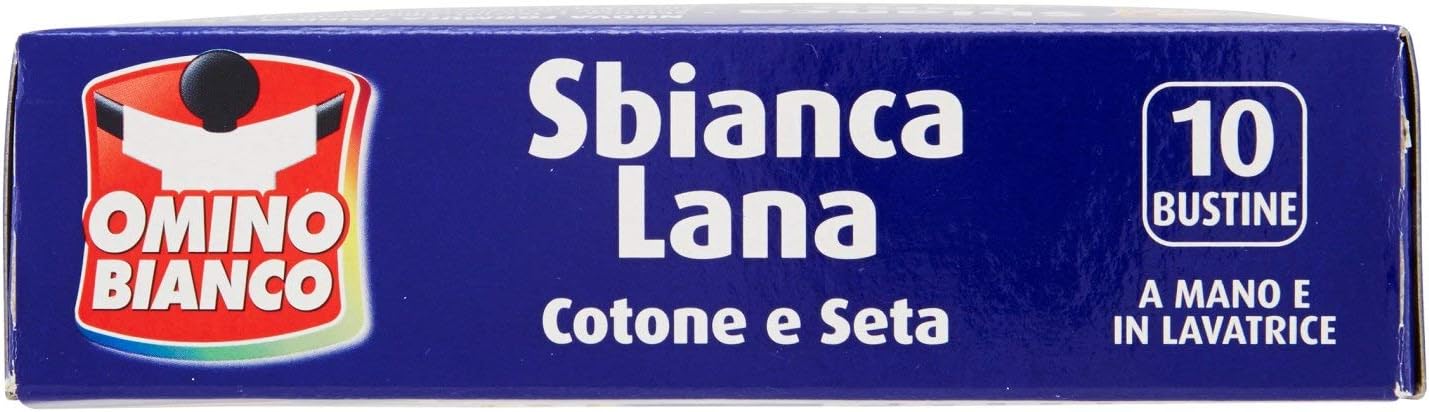 OMINO
BIANCO
Sbianca
Lana
Cotone e Seta
10
BUSTINE
A MANO E
IN LAVATRICE